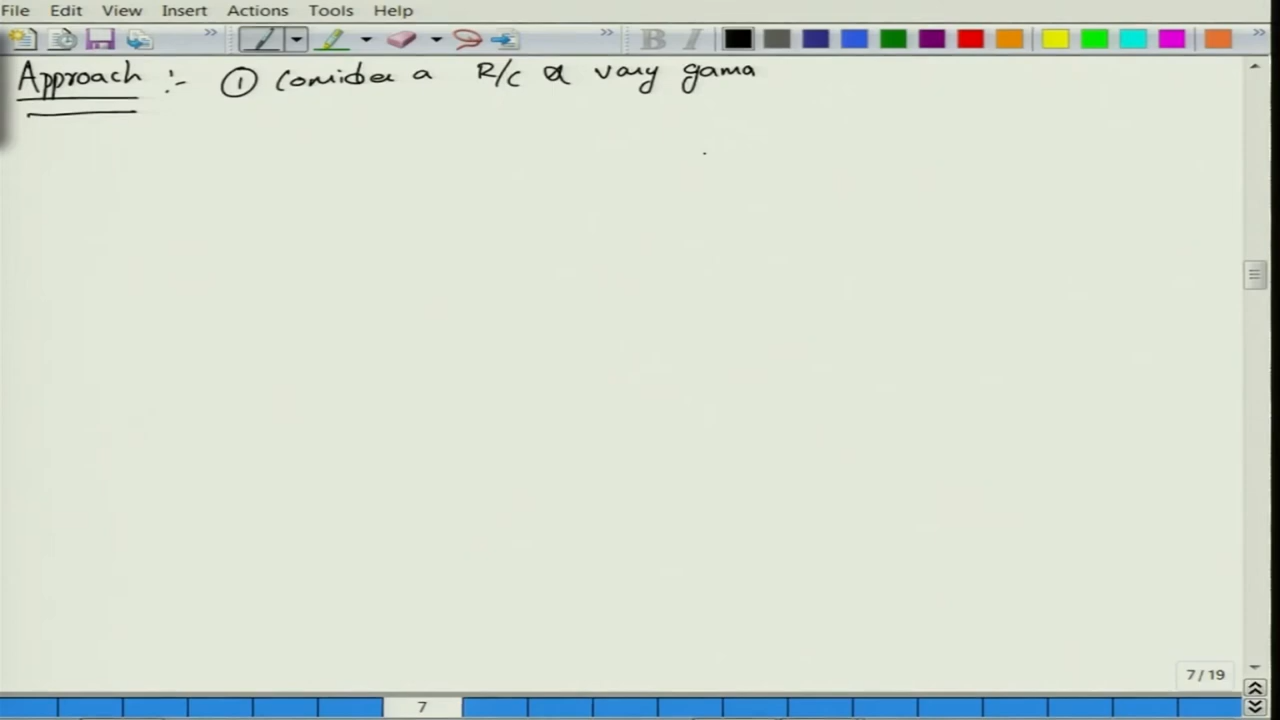 File Edit View Insert Actions Tools Help
B I
Approach :- ① Consider a R/C & vary gama
7 / 19
7